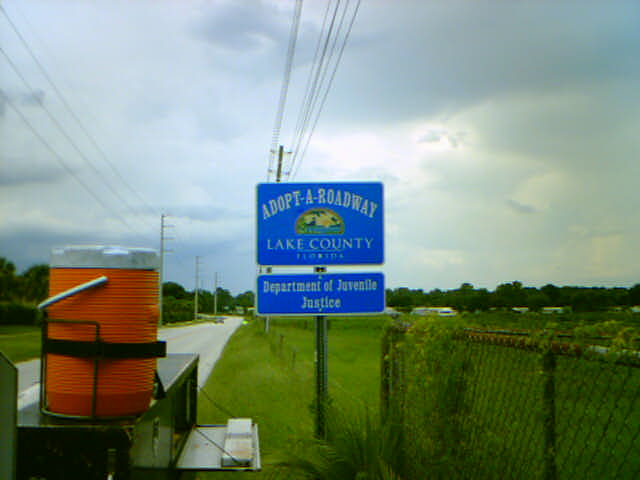 ADOPT-A-ROADWAY
LAKE COUNTY
FLORIDA
Department of Juvenile
Justice